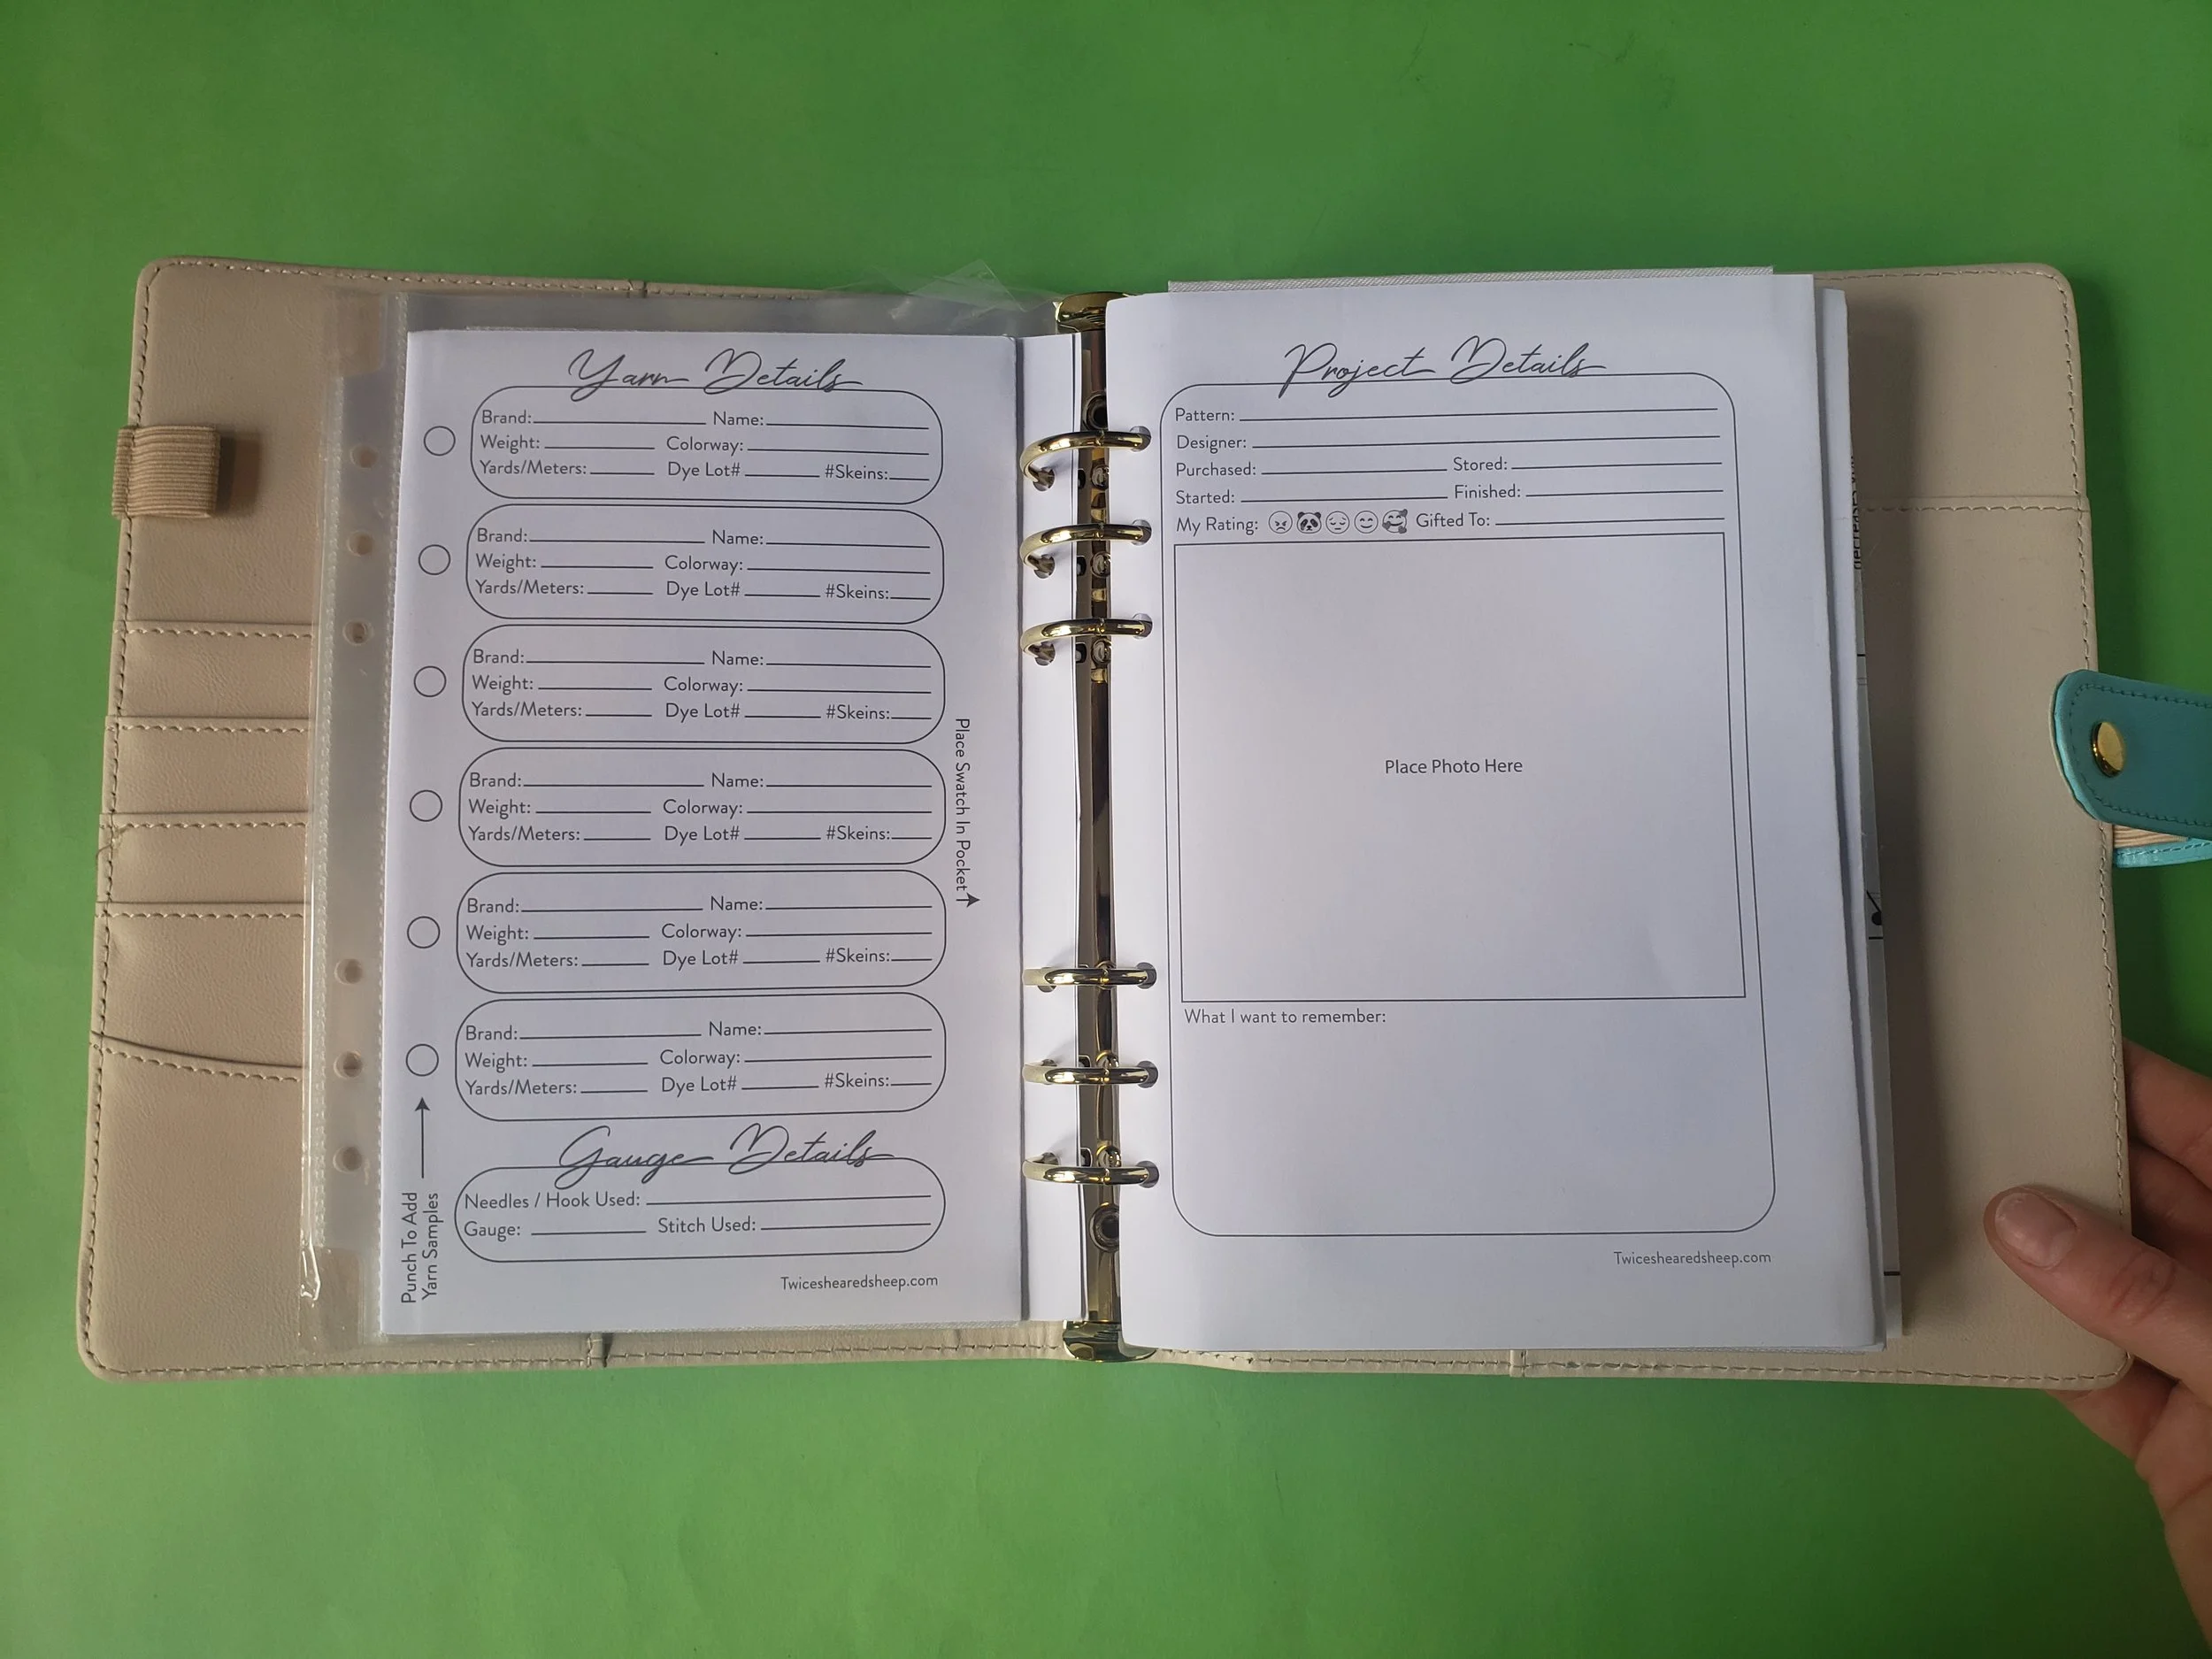 Yarn Details
Brand: Name:
Weight: Colorway:
Yards/Meters: Dye Lot# #Skeins:
Brand: Name:
Weight: Colorway:
Yards/Meters: Dye Lot# #Skeins:
Brand: Name:
Weight: Colorway:
Yards/Meters: Dye Lot# #Skeins:
Brand: Name:
Weight: Colorway:
Yards/Meters: Dye Lot# #Skeins:
Brand: Name:
Weight: Colorway:
Yards/Meters: Dye Lot# #Skeins:
Brand: Name:
Weight: Colorway:
Yards/Meters: Dye Lot# #Skeins:
Place Swatch In Pocket
Gauge Details
Needles / Hook Used:
Gauge: Stitch Used:
Punch To Add
Yarn Samples
Twiceshearedsheep.com
Project Details
Pattern:
Designer:
Purchased: Stored:
Started: Finished:
My Rating: Gifted To:
Place Photo Here
What I want to remember:
Twiceshearedsheep.com